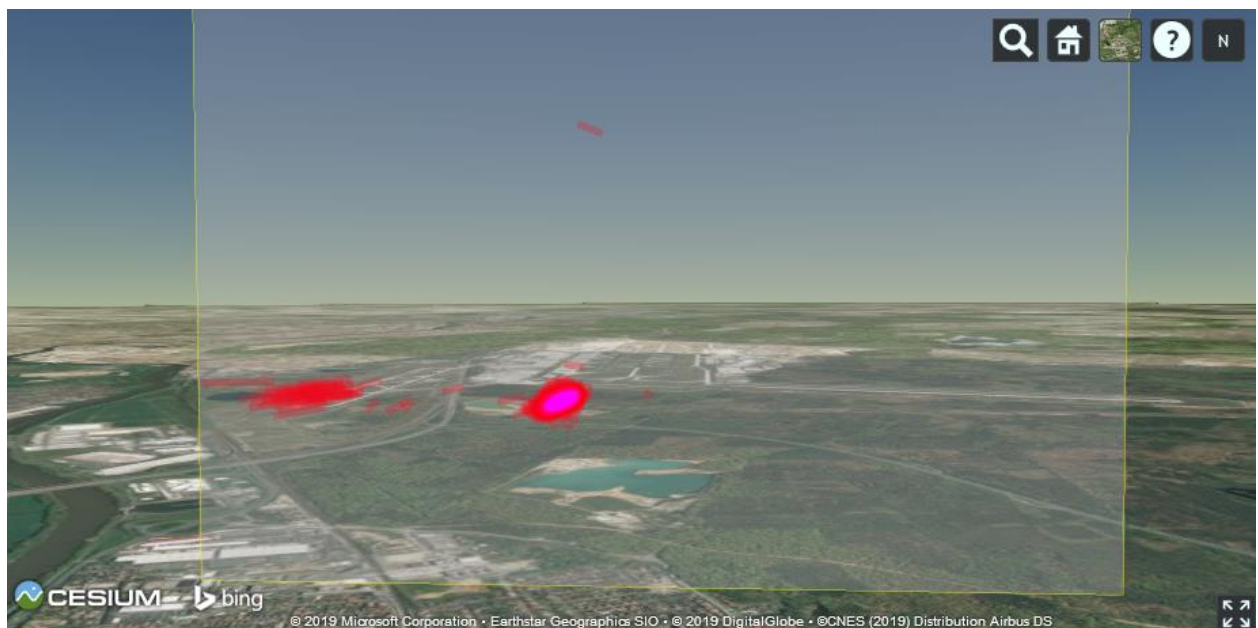 N
?
CESIUM bing
© 2019 Microsoft Corporation • Earthstar Geographics SIO • © 2019 DigitalGlobe • ©CNES (2019) Distribution Airbus DS